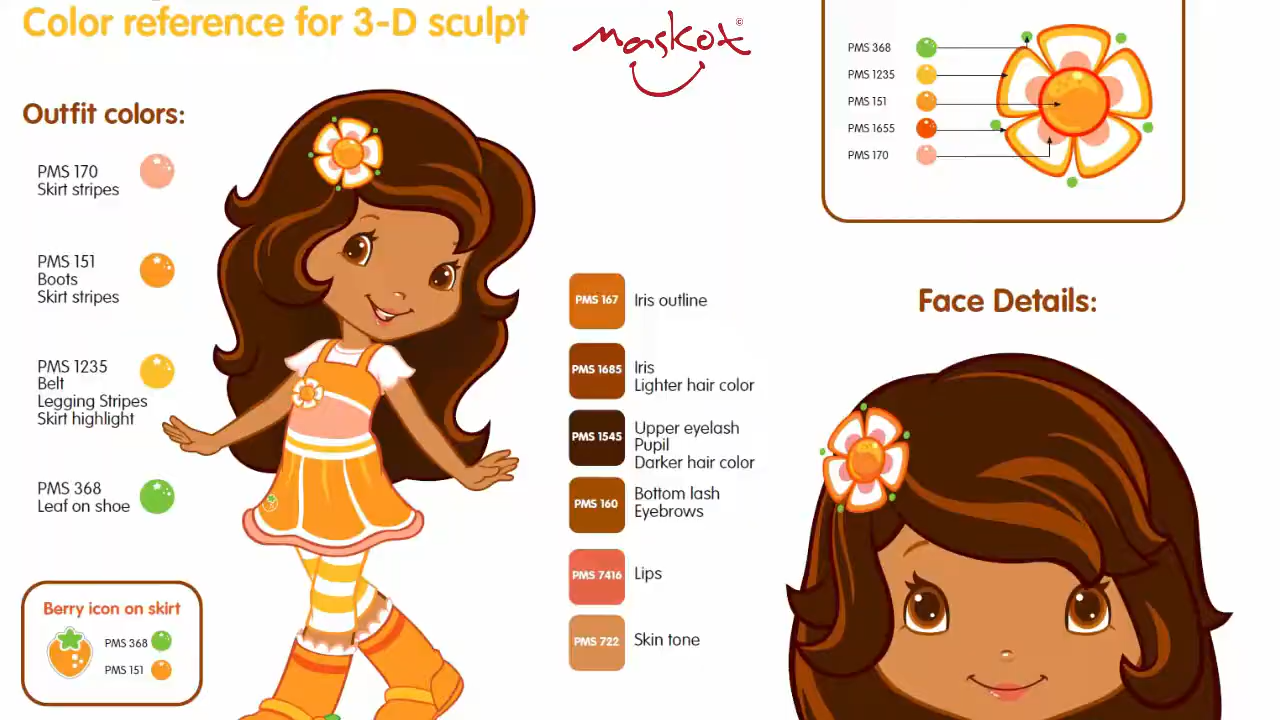 Color reference for 3-D sculpt
Maskot©
Outfit colors:
PMS 170
Skirt stripes
PMS 151
Boots
Skirt stripes
PMS 1235
Belt
Legging Stripes
Skirt highlight
PMS 368
Leaf on shoe
Berry icon on skirt
PMS 368
PMS 151
PMS 167 Iris outline
PMS 1685 Iris
Lighter hair color
PMS 1545 Upper eyelash
Pupil
Darker hair color
PMS 160 Bottom lash
Eyebrows
PMS 7416 Lips
PMS 722 Skin tone
PMS 368
PMS 1235
PMS 151
PMS 1655
PMS 170
Face Details: